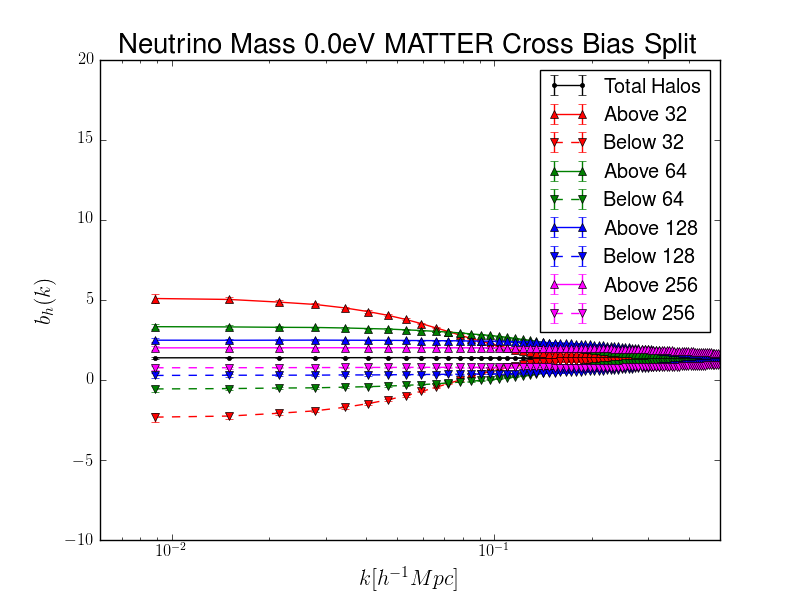 Neutrino Mass 0.0eV MATTER Cross Bias Split
20
15
10
5
0
−5
−10
b_h(k)
Total Halos
Above 32
Below 32
Above 64
Below 64
Above 128
Below 128
Above 256
Below 256
10^{-2}
10^{-1}
k[h^{-1}Mpc]